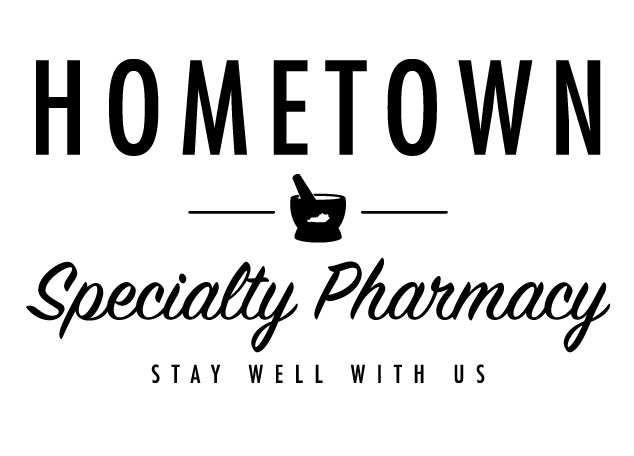 HOMETOWN
Specialty Pharmacy
STAY WELL WITH US